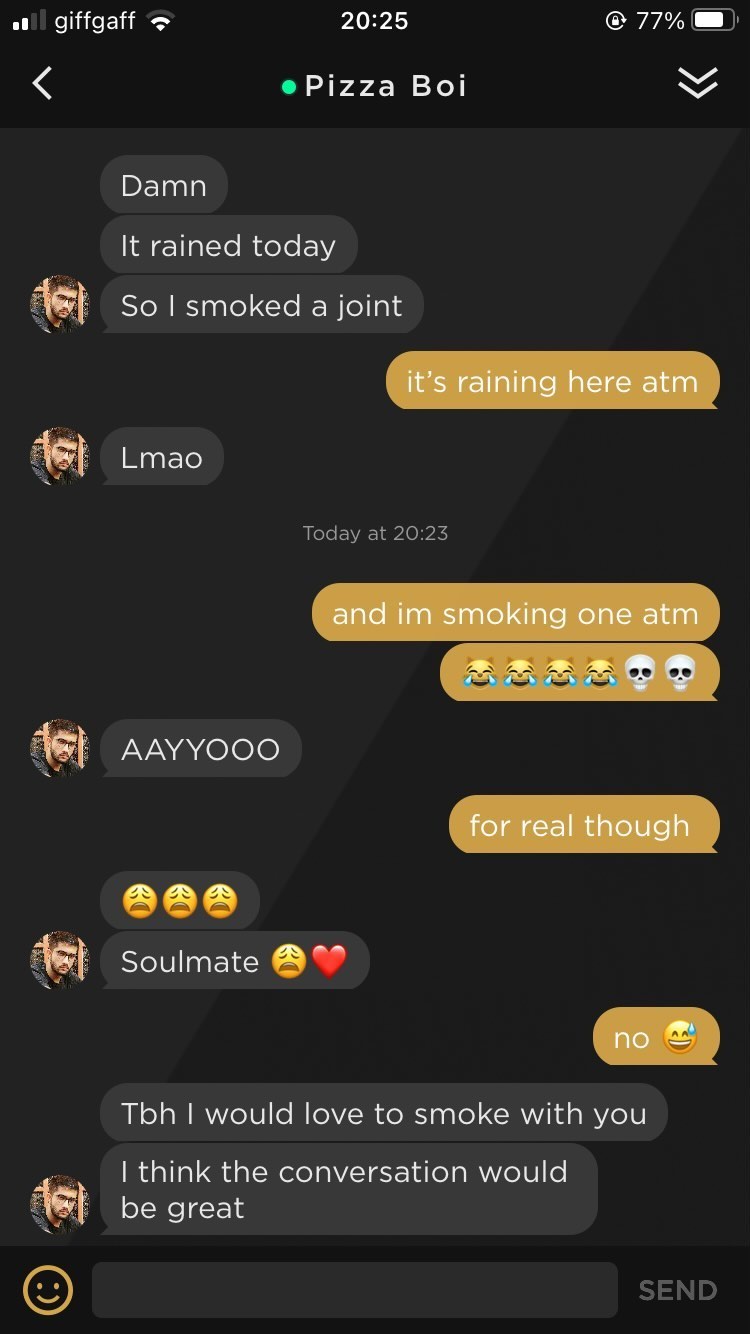 giffgaff 20:25 77%
Pizza Boi
Damn
It rained today
So I smoked a joint
it’s raining here atm
Lmao
Today at 20:23
and im smoking one atm
😹😹😹😹💀💀
AAYYOOO
for real though
😩😩😩
Soulmate 😩❤️
no 😅
Tbh I would love to smoke with you
I think the conversation would
be great
SEND